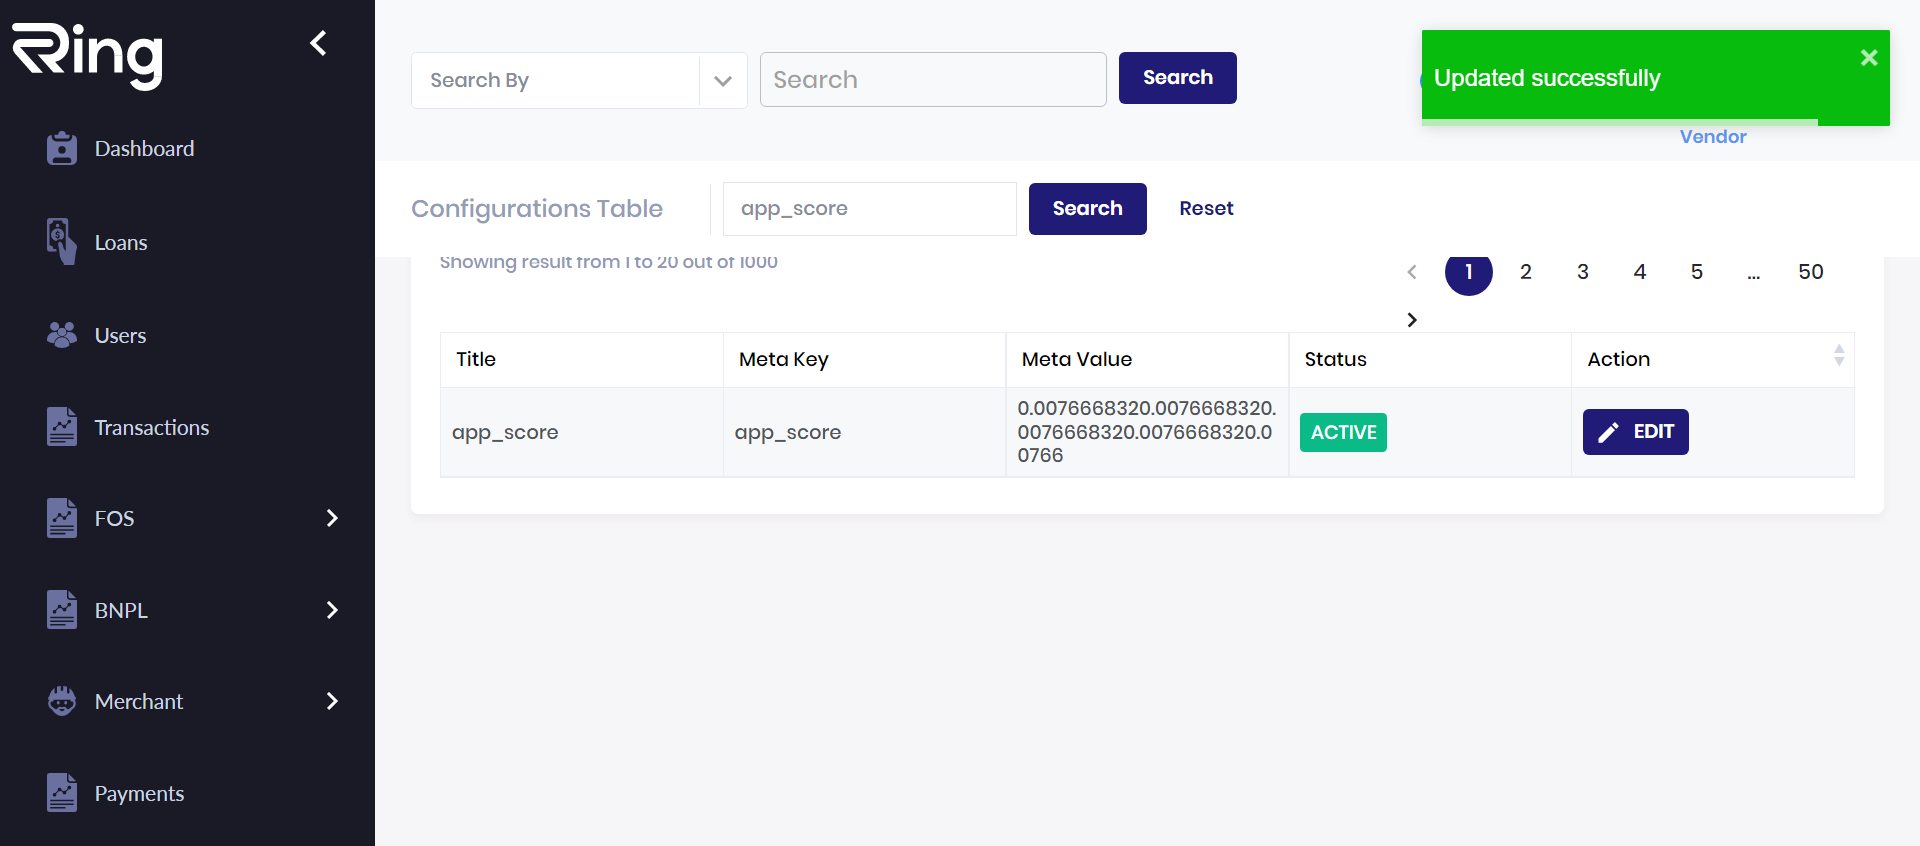 Ring
Dashboard
Loans
Users
Transactions
FOS
BNPL
Merchant
Payments
Search By
Search
Search
Updated successfully
Vendor
Configurations Table
app_score
Search
Reset
Showing result from 1 to 20 out of 1000
1 2 3 4 5 ... 50
Title Meta Key Meta Value Status Action
app_score app_score
0.0076668320.0076668320.
0076668320.0076668320.0
0766
ACTIVE
EDIT